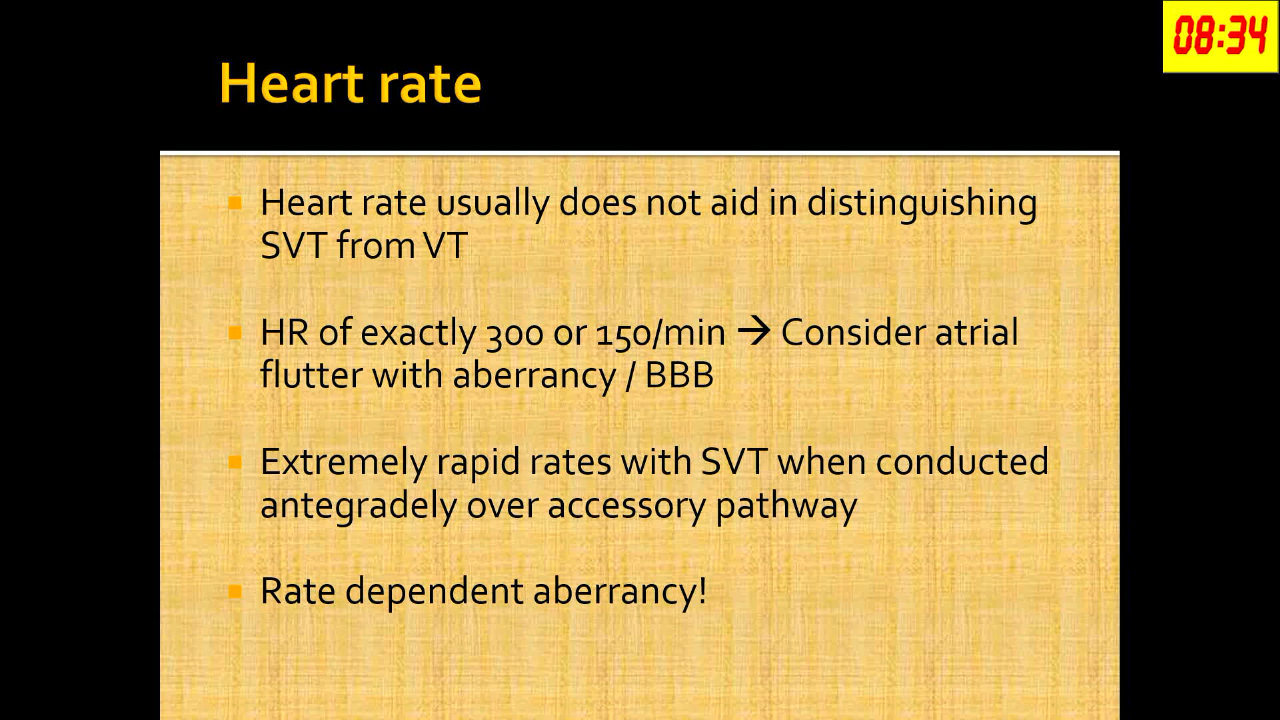 08:34
Heart rate
▪ Heart rate usually does not aid in distinguishing
SVT from VT
▪ HR of exactly 300 or 150/min → Consider atrial
flutter with aberrancy / BBB
▪ Extremely rapid rates with SVT when conducted
antegradely over accessory pathway
▪ Rate dependent aberrancy!